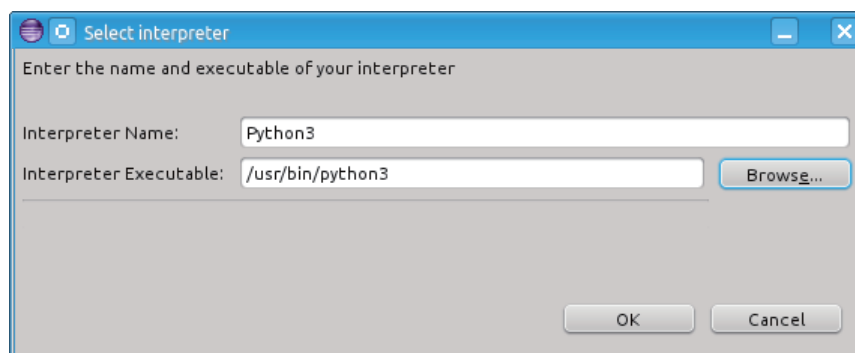 Select interpreter
Enter the name and executable of your interpreter
Interpreter Name: Python3
Interpreter Executable: /usr/bin/python3 Browse...
OK Cancel